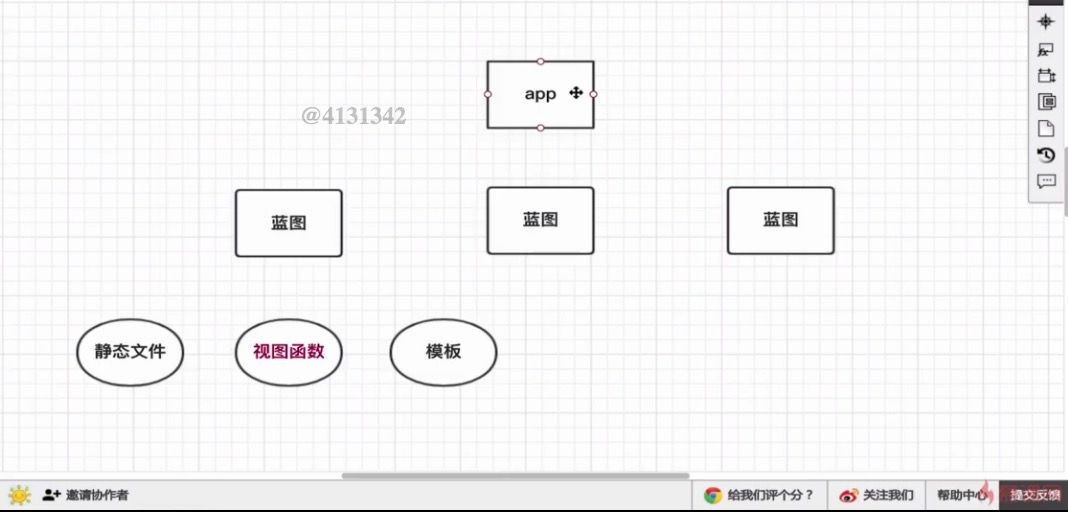 app
@4131342
蓝图
蓝图
蓝图
静态文件
视图函数
模板
邀请协作者
给我们评个分？
关注我们
帮助中心
提交反馈